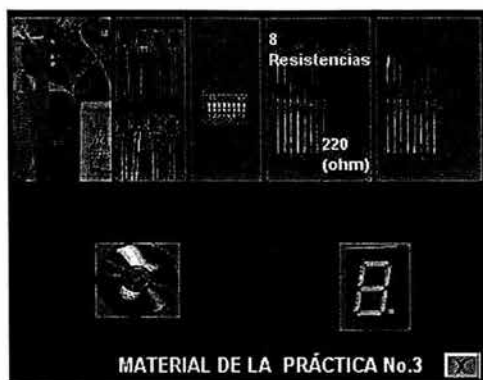 8
Resistencias
220
(ohm)
MATERIAL DE LA PRÁCTICA No.3